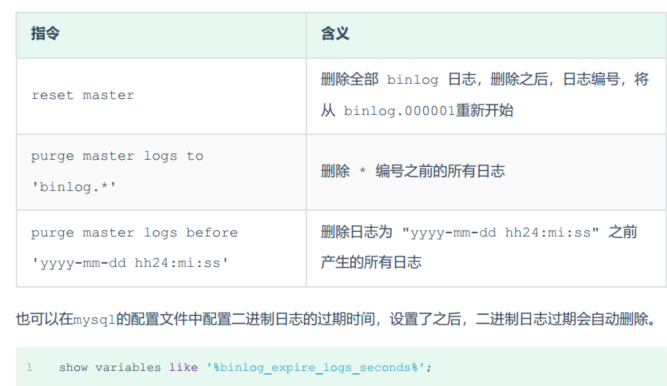 指令 含义
reset master 删除全部 binlog 日志，删除之后，日志编号，将
从 binlog.000001重新开始
purge master logs to
'binlog.*' 删除 * 编号之前的所有日志
purge master logs before
'yyyy-mm-dd hh24:mi:ss' 删除日志为 "yyyy-mm-dd hh24:mi:ss" 之前
产生的所有日志
也可以在mysql的配置文件中配置二进制日志的过期时间，设置了之后，二进制日志过期会自动删除。
1 show variables like '%binlog_expire_logs_seconds%';